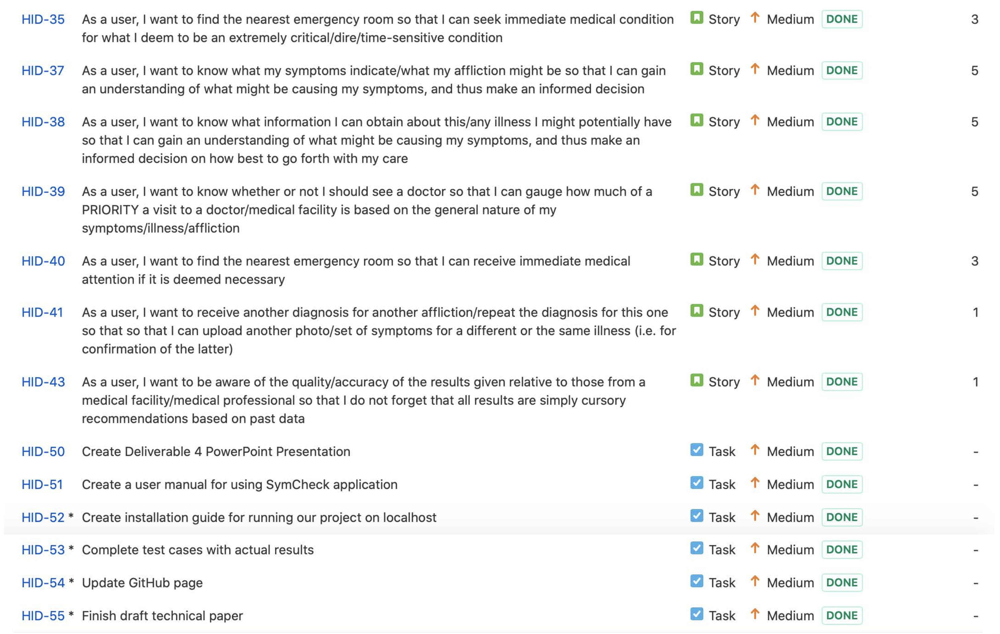 HID-35 As a user, I want to find the nearest emergency room so that I can seek immediate medical condition Story Medium DONE 3
for what I deem to be an extremely critical/dire/time-sensitive condition
HID-37 As a user, I want to know what my symptoms indicate/what my affliction might be so that I can gain Story Medium DONE 5
an understanding of what might be causing my symptoms, and thus make an informed decision
HID-38 As a user, I want to know what information I can obtain about this/any illness I might potentially have Story Medium DONE 5
so that I can gain an understanding of what might be causing my symptoms, and thus make an
informed decision on how best to go forth with my care
HID-39 As a user, I want to know whether or not I should see a doctor so that I can gauge how much of a Story Medium DONE 5
PRIORITY a visit to a doctor/medical facility is based on the general nature of my
symptoms/illness/affliction
HID-40 As a user, I want to find the nearest emergency room so that I can receive immediate medical Story Medium DONE 3
attention if it is deemed necessary
HID-41 As a user, I want to receive another diagnosis for another affliction/repeat the diagnosis for this one Story Medium DONE 1
so that so that I can upload another photo/set of symptoms for a different or the same illness (i.e. for
confirmation of the latter)
HID-43 As a user, I want to be aware of the quality/accuracy of the results given relative to those from a Story Medium DONE 1
medical facility/medical professional so that I do not forget that all results are simply cursory
recommendations based on past data
HID-50 Create Deliverable 4 PowerPoint Presentation Task Medium DONE -
HID-51 Create a user manual for using SymCheck application Task Medium DONE -
HID-52 * Create installation guide for running our project on localhost Task Medium DONE -
HID-53 * Complete test cases with actual results Task Medium DONE -
HID-54 * Update GitHub page Task Medium DONE -
HID-55 * Finish draft technical paper Task Medium DONE -